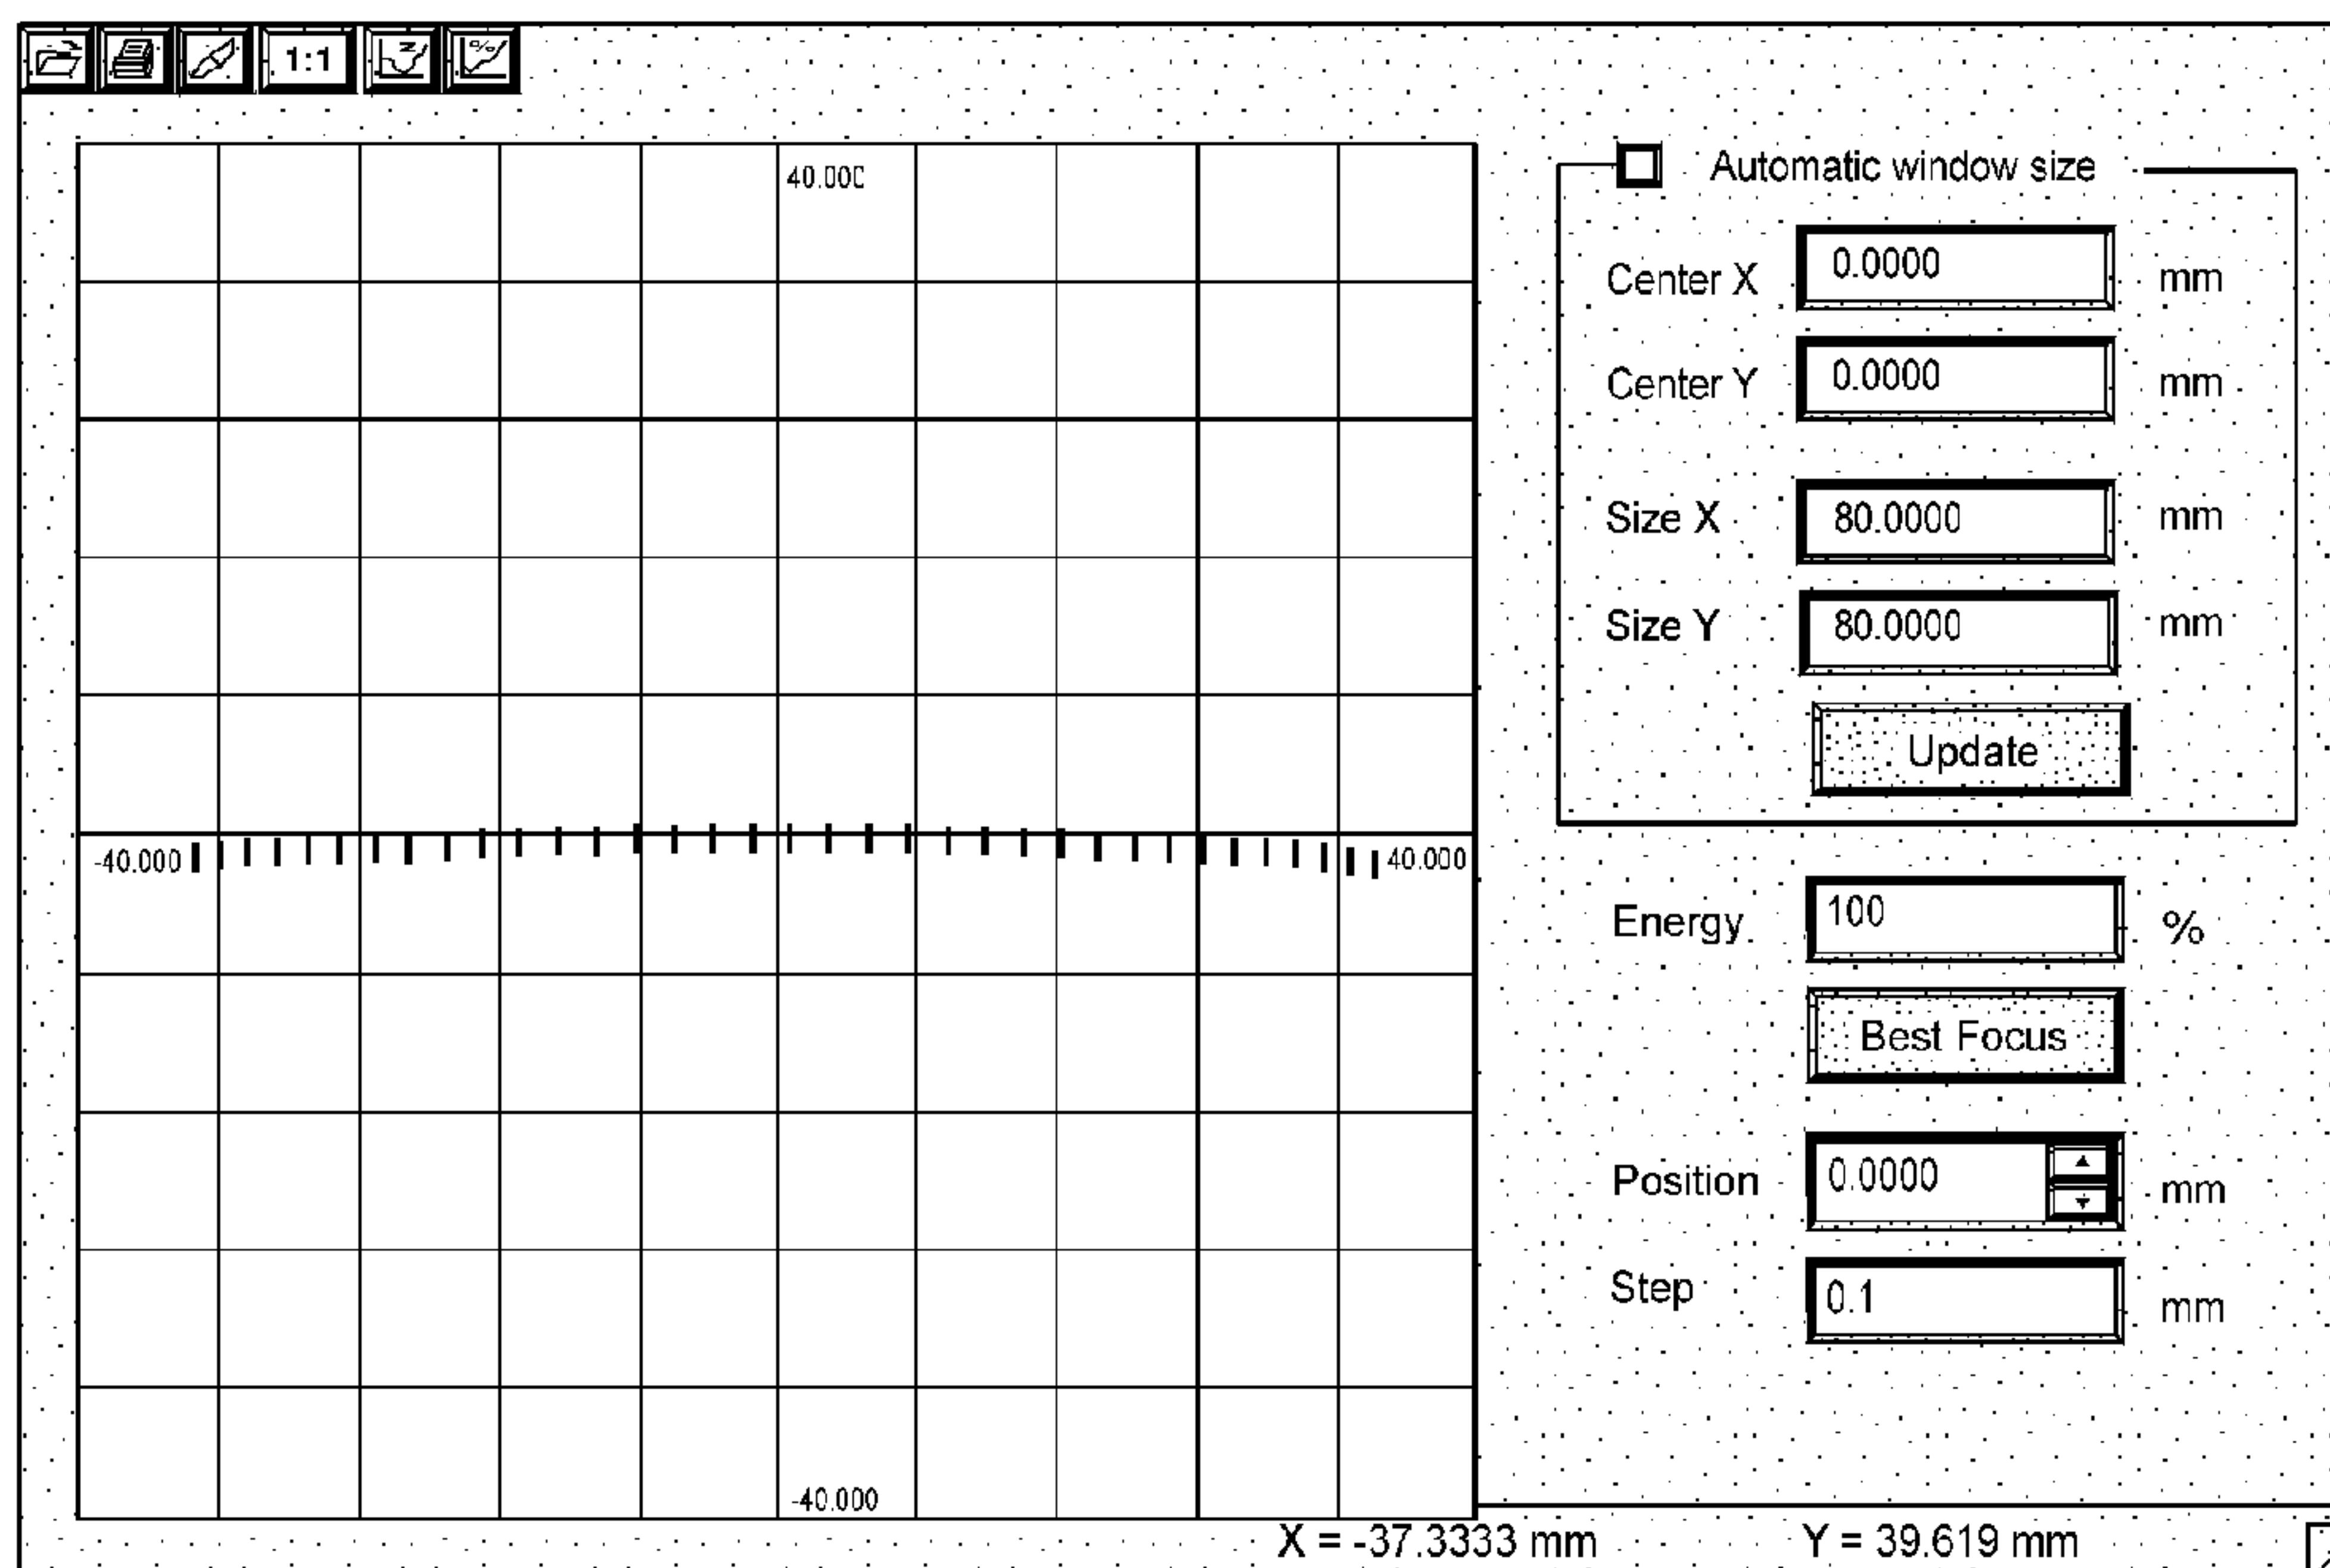 1:1 Z %
40.000
-40.000
40.000
-40.000
Automatic window size
Center X 0.0000 mm
Center Y 0.0000 mm
Size X 80.0000 mm
Size Y 80.0000 mm
Update
Energy 100 %
Best Focus
Position 0.0000 mm
Step 0.1 mm
X = -37.3333 mm Y = 39.619 mm